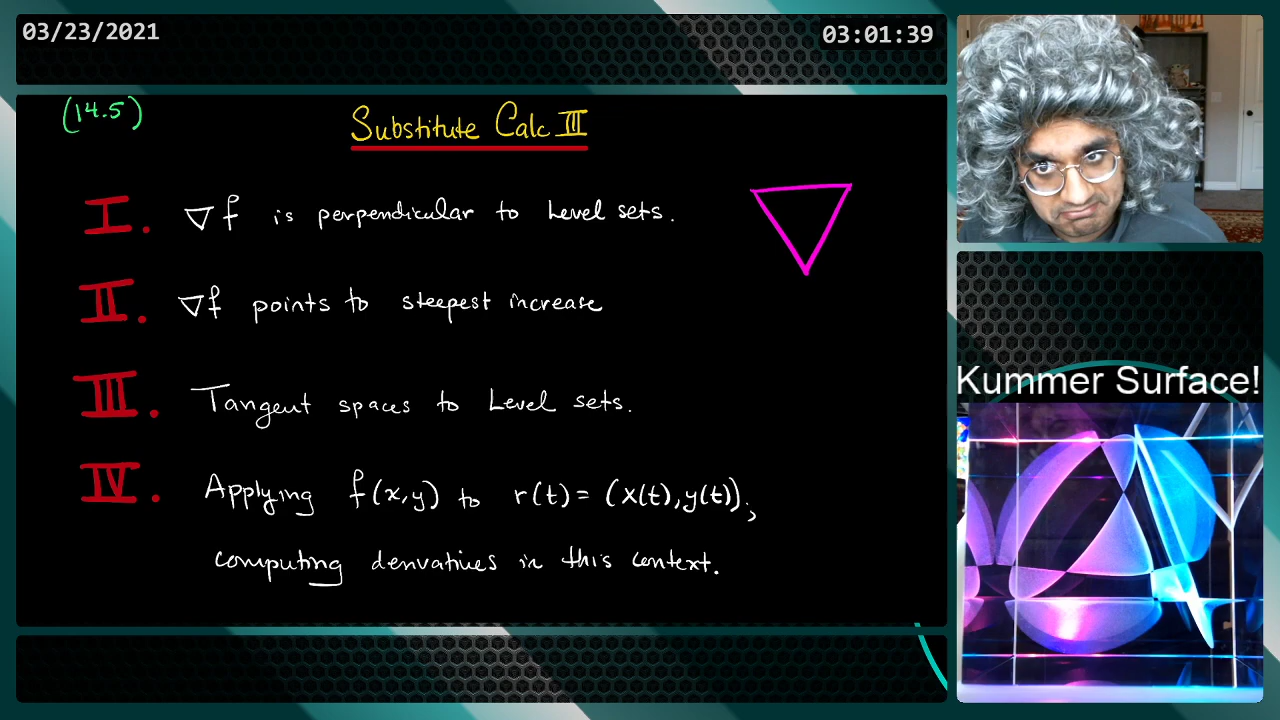 03/23/2021
03:01:39
(14.5)
Substitute Calc III
I. ∇f is perpendicular to Level sets.
II. ∇f points to steepest increase
III. Tangent spaces to Level sets.
IV. Applying f(x,y) to r(t) = (x(t), y(t));
computing derivatives in this context.
Kummer Surface!